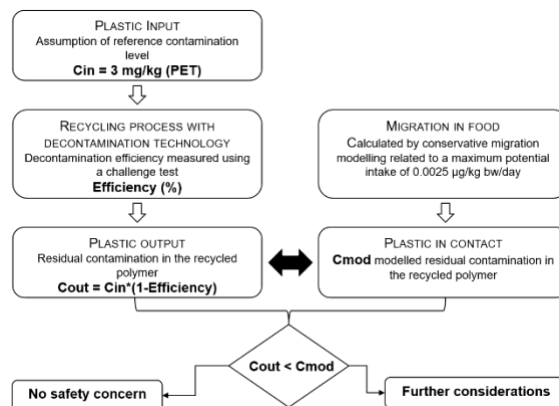 PLASTIC INPUT
Assumption of reference contamination
level
Cin = 3 mg/kg (PET)
RECYCLING PROCESS WITH
DECONTAMINATION TECHNOLOGY
Decontamination efficiency measured using
a challenge test
Efficiency (%)
MIGRATION IN FOOD
Calculated by conservative migration
modelling related to a maximum potential
intake of 0.0025 µg/kg bw/day
PLASTIC OUTPUT
Residual contamination in the recycled
polymer
Cout = Cin*(1-Efficiency)
PLASTIC IN CONTACT
Cmod modelled residual contamination in
the recycled polymer
Cout < Cmod
No safety concern
Further considerations